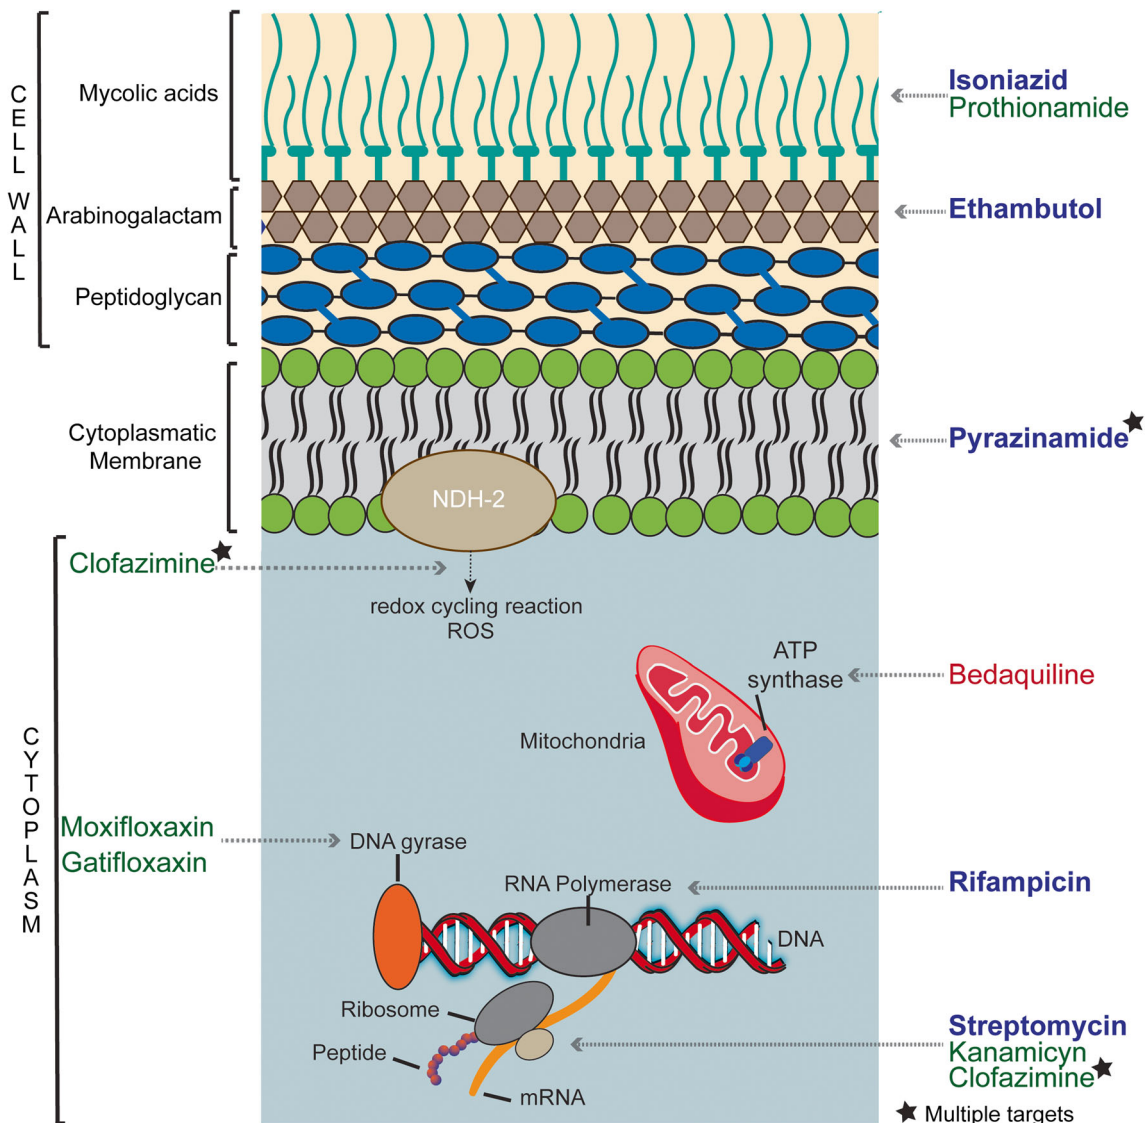 CELL WALL
Mycolic acids
Isoniazid
Prothionamide
Arabinogalactam
Ethambutol
Peptidoglycan
Cytoplasmatic
Membrane
Pyrazinamide★
NDH-2
CYTOPLASM
Clofazimine★
redox cycling reaction
ROS
ATP
synthase
Bedaquiline
Mitochondria
Moxifloxaxin
Gatifloxaxin
DNA gyrase
RNA Polymerase
Rifampicin
DNA
Ribosome
Peptide
mRNA
Streptomycin
Kanamicyn
Clofazimine★
★ Multiple targets